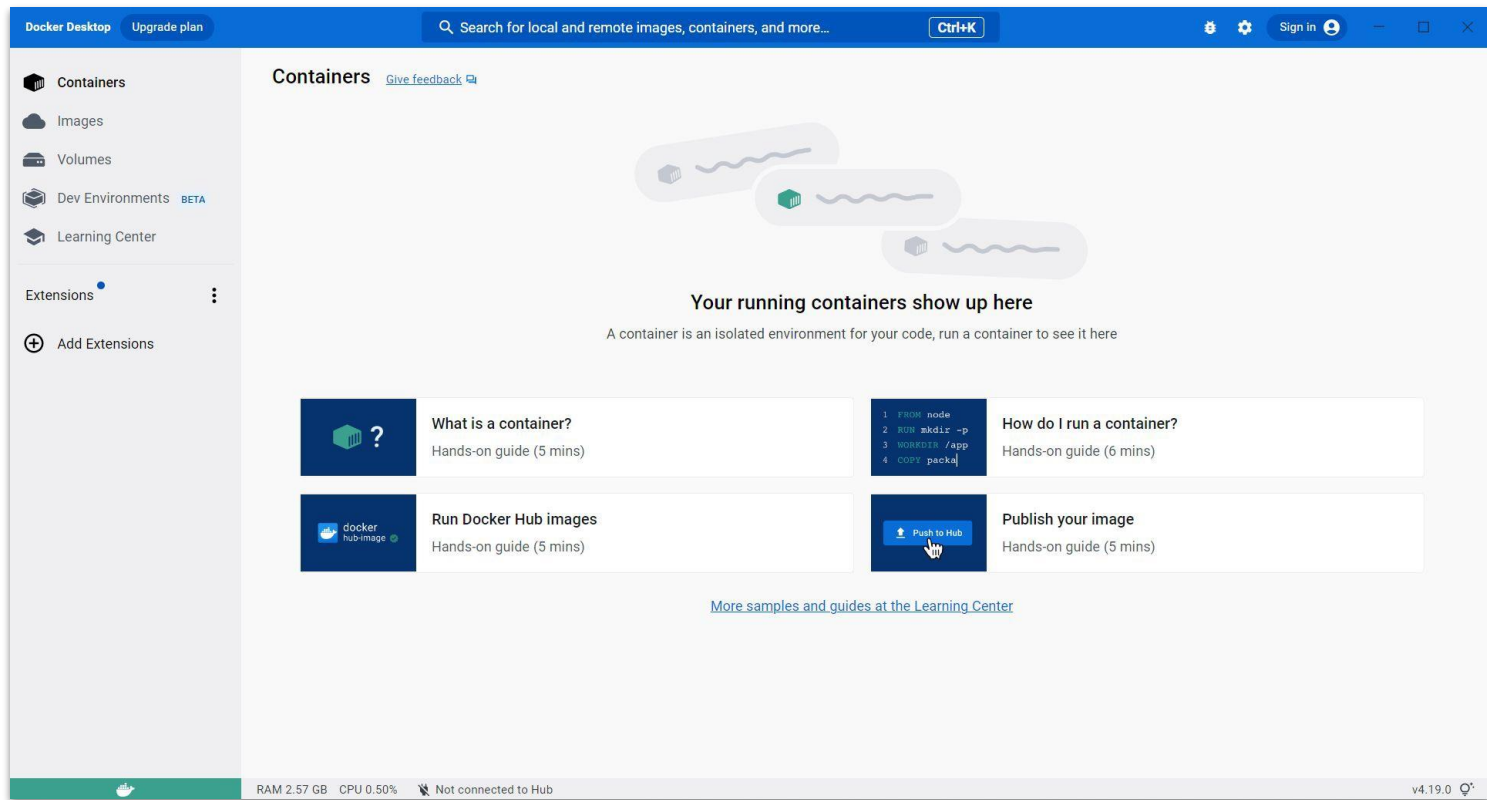 Docker Desktop Upgrade plan Search for local and remote images, containers, and more... Ctrl+K Sign in
Containers
Images
Volumes
Dev Environments BETA
Learning Center
Extensions
Add Extensions
Containers Give feedback
Your running containers show up here
A container is an isolated environment for your code, run a container to see it here
What is a container?
Hands-on guide (5 mins)
1 FROM node
2 RUN mkdir -p
3 WORKDIR /app
4 COPY packa
How do I run a container?
Hands-on guide (6 mins)
docker
hub-image
Run Docker Hub images
Hands-on guide (5 mins)
Push to Hub
Publish your image
Hands-on guide (5 mins)
More samples and guides at the Learning Center
RAM 2.57 GB CPU 0.50% Not connected to Hub v4.19.0